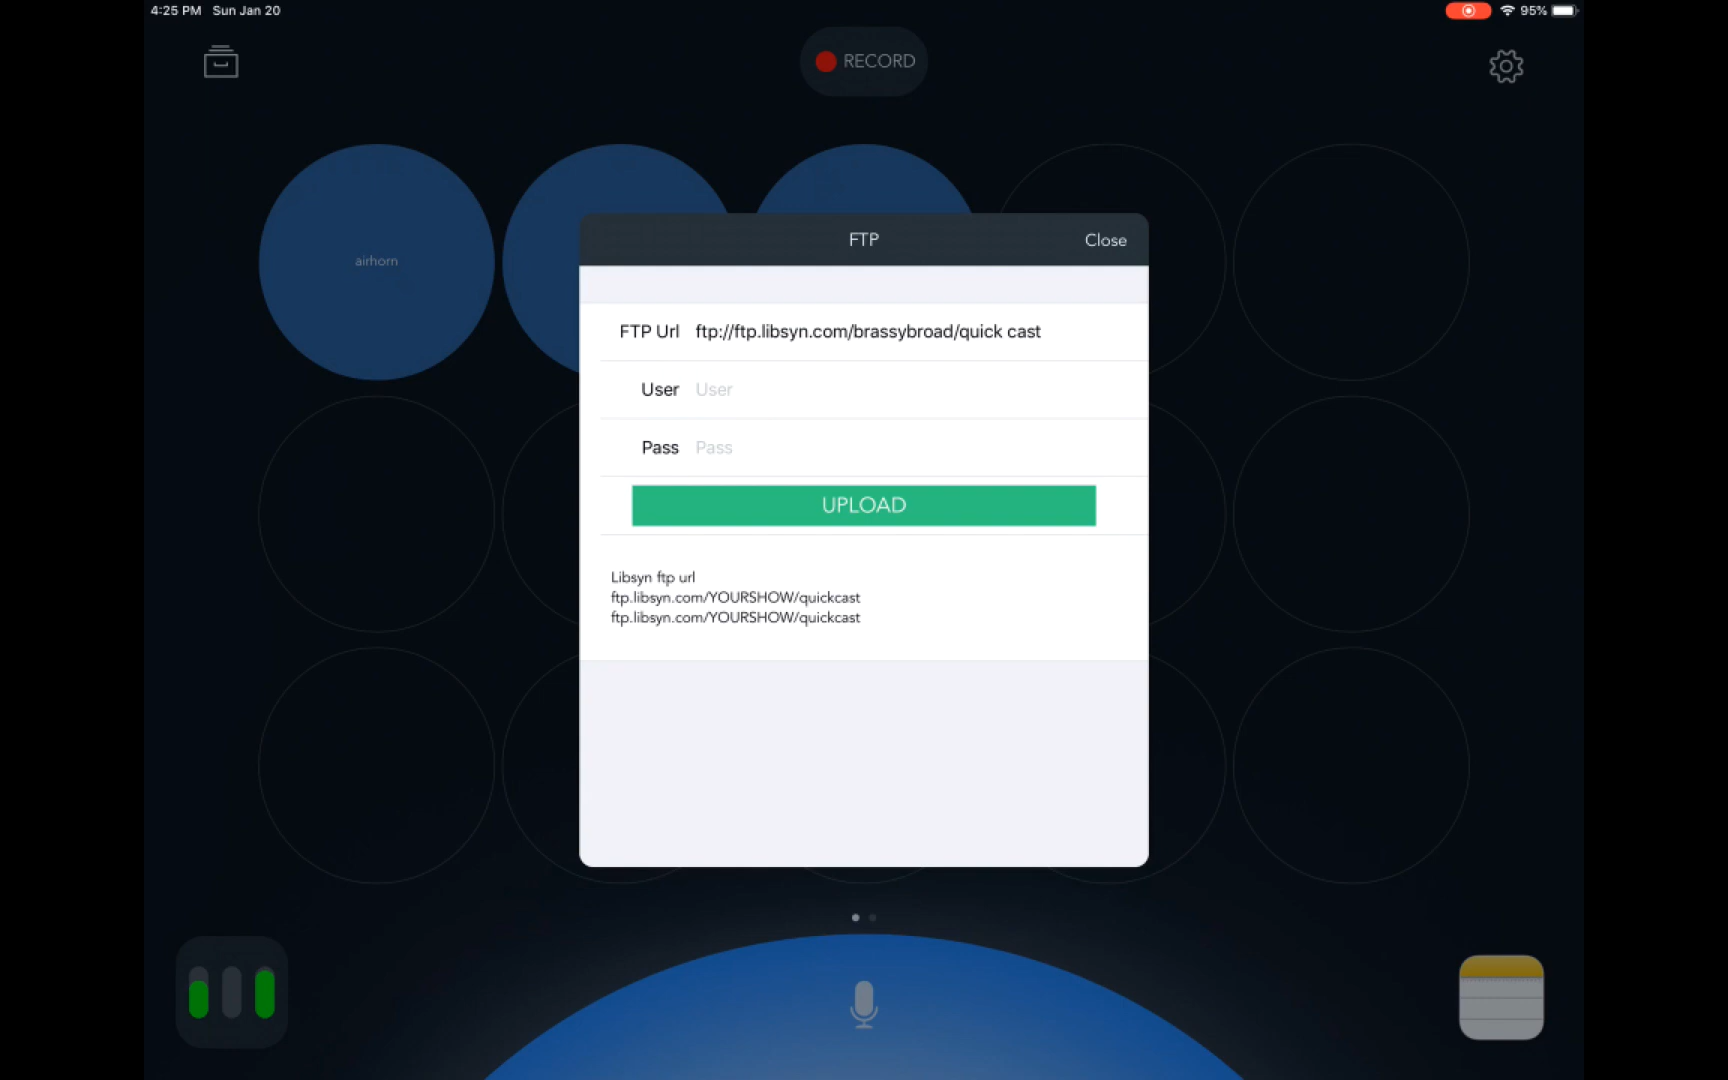 4:25 PM Sun Jan 20
95%
RECORD
airhorn
FTP
Close
FTP Url ftp://ftp.libsyn.com/brassybroad/quick cast
User User
Pass Pass
UPLOAD
Libsyn ftp url
ftp.libsyn.com/YOURSHOW/quickcast
ftp.libsyn.com/YOURSHOW/quickcast